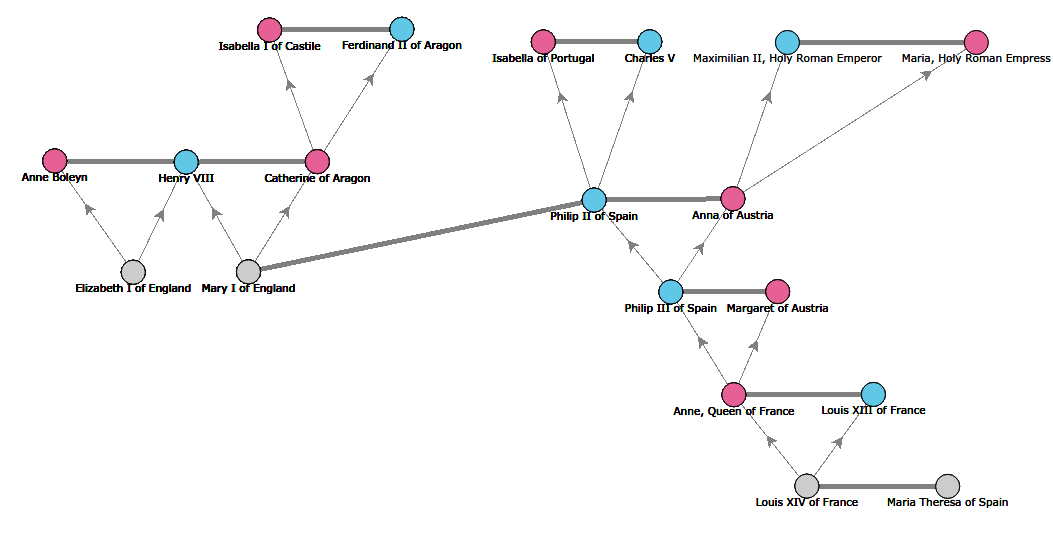 Isabella I of Castile
Ferdinand II of Aragon
Isabella of Portugal
Charles V
Maximilian II, Holy Roman Emperor
Maria, Holy Roman Empress
Anne Boleyn
Henry VIII
Catherine of Aragon
Philip II of Spain
Anna of Austria
Elizabeth I of England
Mary I of England
Philip III of Spain
Margaret of Austria
Anne, Queen of France
Louis XIII of France
Louis XIV of France
Maria Theresa of Spain